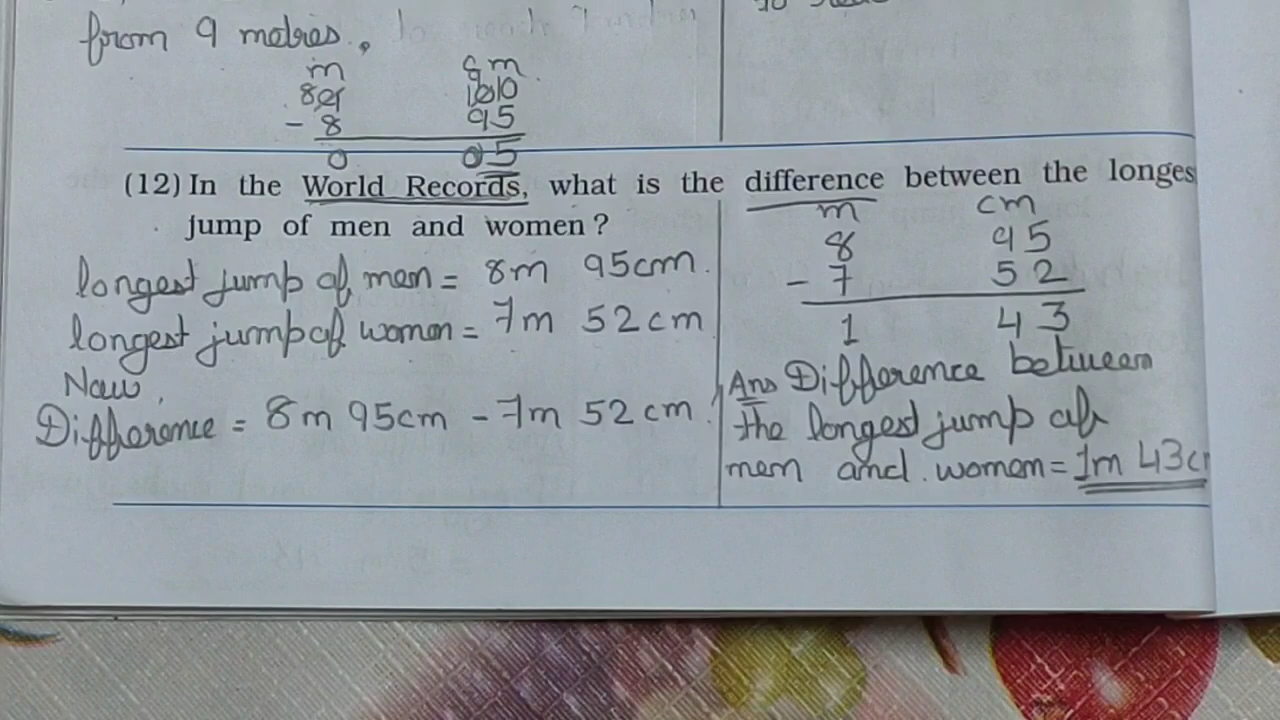 from 9 metres.
m cm
8 9 10 10
- 8 95
0 05
(12) In the World Records, what is the difference between the longes
jump of men and women ?
longest jump of men = 8m 95cm.
longest jump of women = 7m 52cm
Now,
Difference = 8m 95cm - 7m 52cm
m cm
8 95
- 7 52
1 43
Ans Difference between
the longest jump of
men and women = 1m 43c